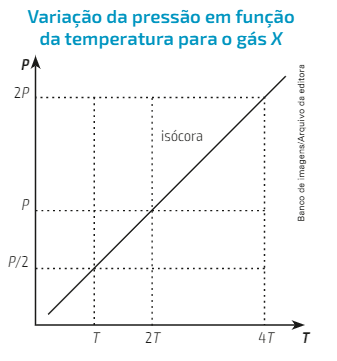 Variação da pressão em função
da temperatura para o gás X
P
2P
isócora
P
P/2
T
2T
4T
T
Banco de imagens/Arquivo da editora